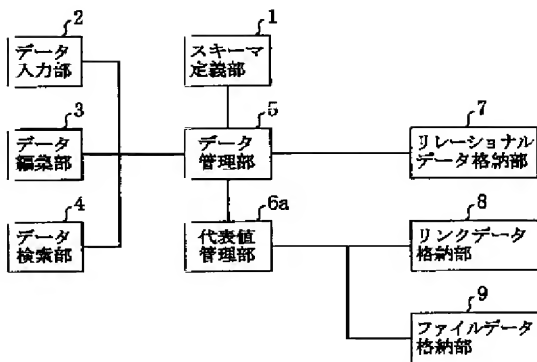 2
データ
入力部
1
スキーマ
定義部
3
データ
編集部
5
データ
管理部
7
リレーショナル
データ格納部
4
データ
検索部
6a
代表値
管理部
8
リンクデータ
格納部
9
ファイルデータ
格納部